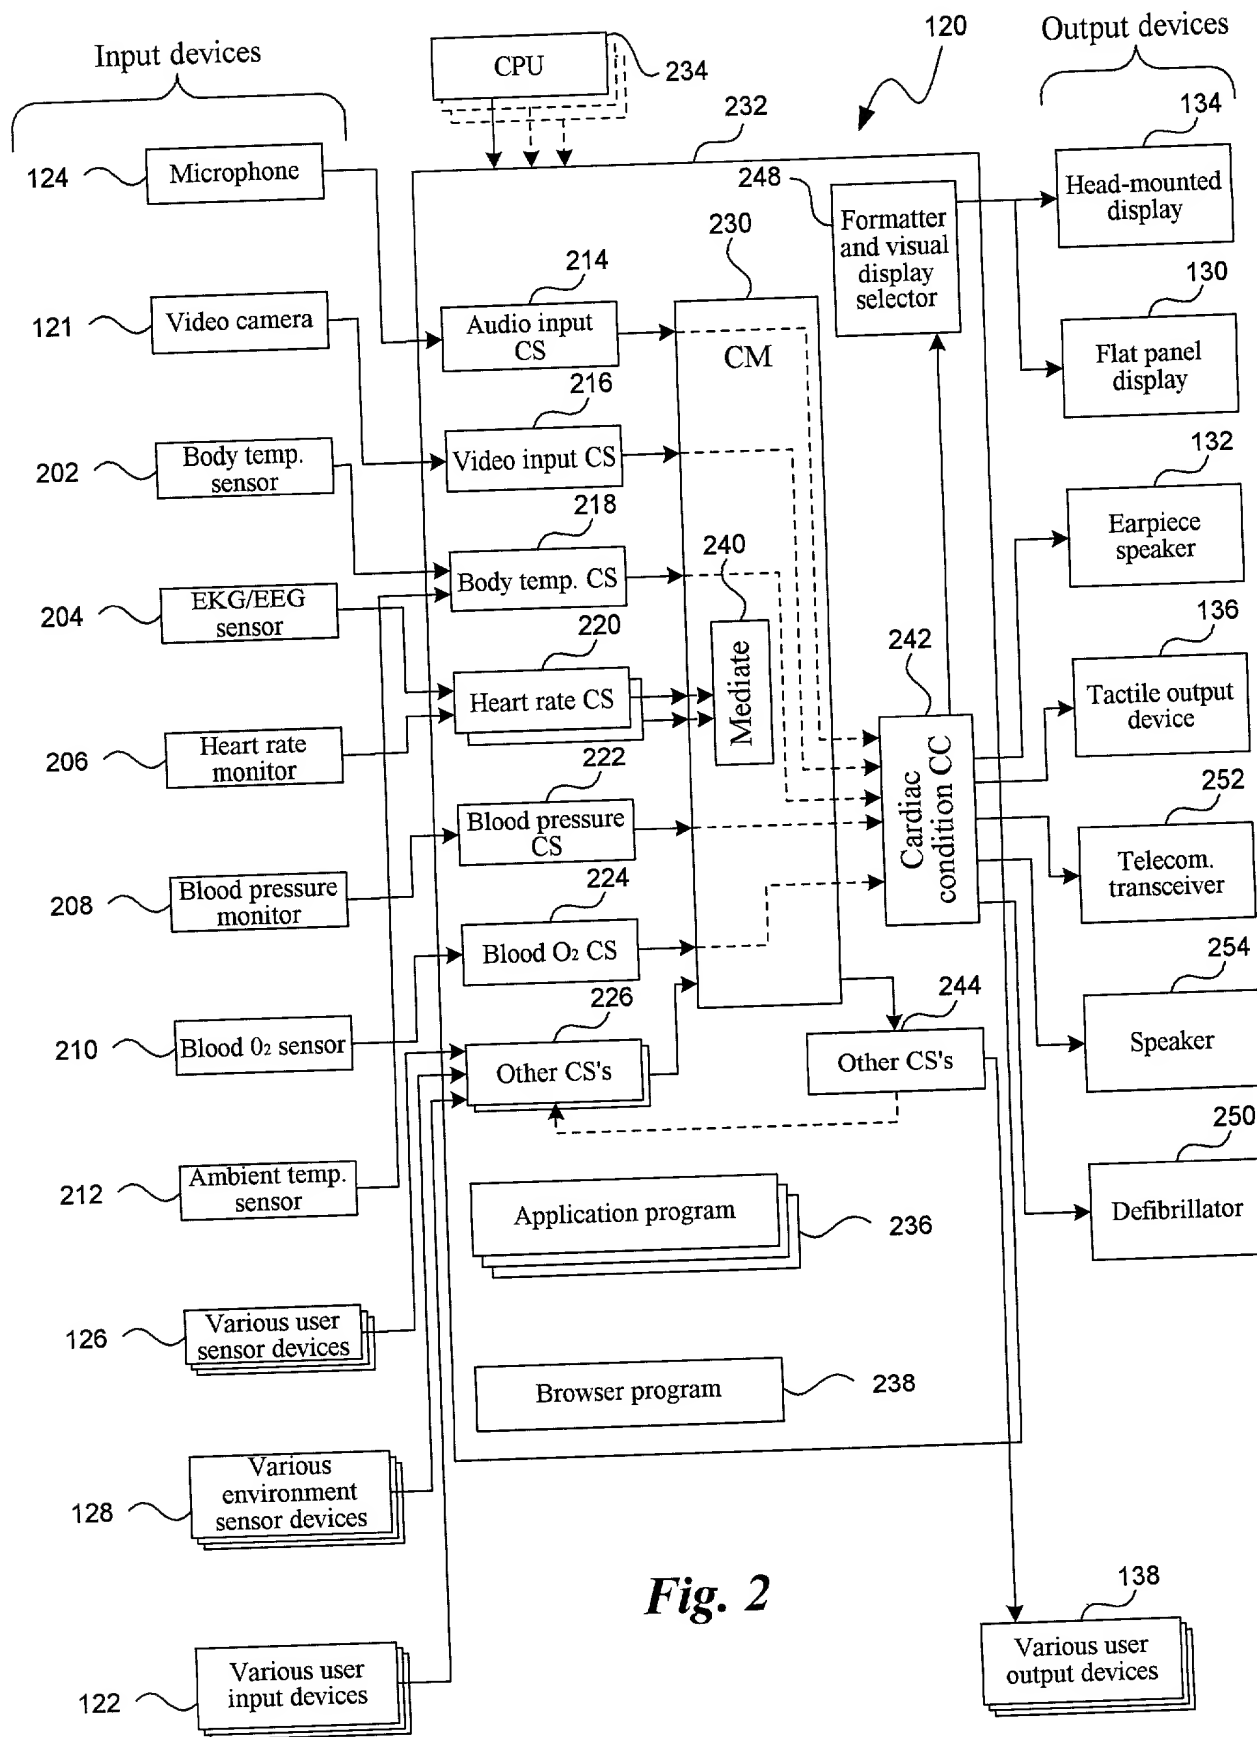 Input devices
CPU
234
120
Output devices
232
134
124
Microphone
248
Head-mounted
display
Formatter
and visual
display
selector
230
214
130
121
Video camera
Audio input
CS
CM
Flat panel
display
216
202
Body temp.
sensor
Video input CS
132
Earpiece
speaker
218
240
204
EKG/EEG
sensor
Body temp. CS
136
220
242
Tactile output
device
Heart rate CS
Mediate
206
Heart rate
monitor
222
252
Blood pressure
CS
Cardiac
condition CC
Telecom.
transceiver
208
Blood pressure
monitor
224
Blood O2 CS
254
226
244
210
Blood 02 sensor
Other CS's
Other CS's
Speaker
250
212
Ambient temp.
sensor
Application program
236
Defibrillator
126
Various user
sensor devices
Browser program
238
128
Various
environment
sensor devices
Fig. 2
138
122
Various user
input devices
Various user
output devices